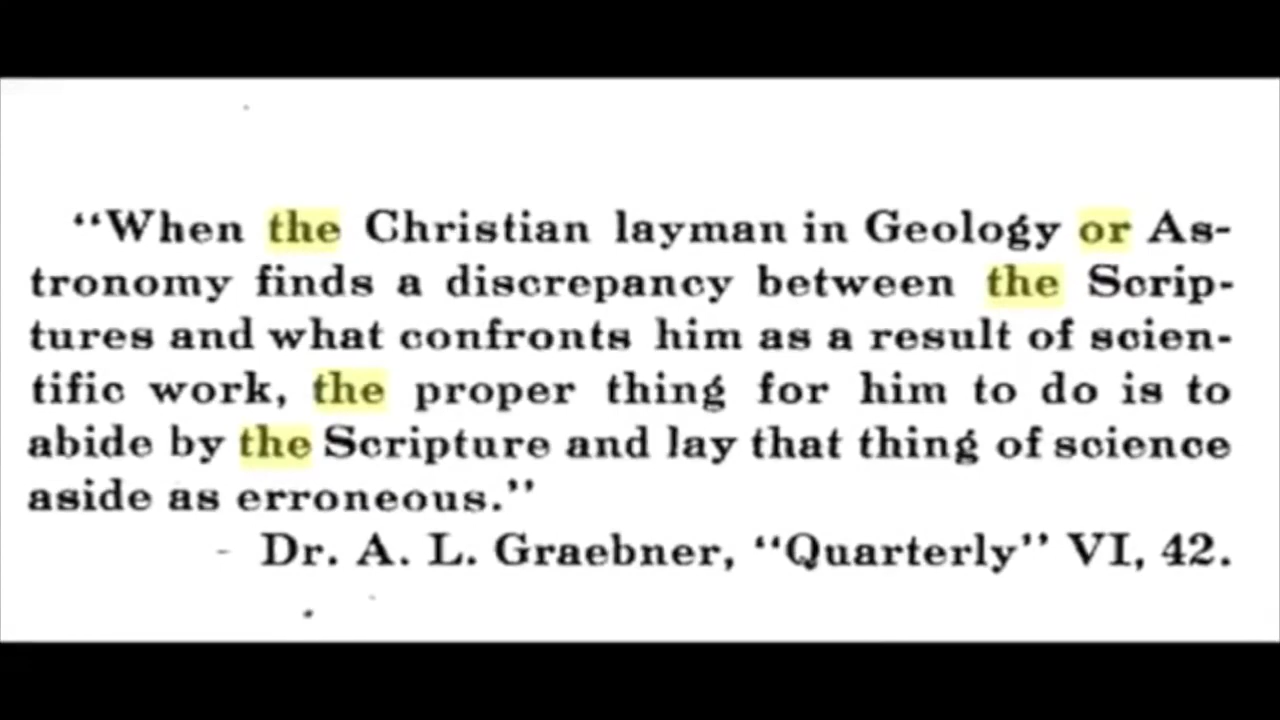 “When the Christian layman in Geology or As-
tronomy finds a discrepancy between the Scrip-
tures and what confronts him as a result of scien-
tific work, the proper thing for him to do is to
abide by the Scripture and lay that thing of science
aside as erroneous.”
- Dr. A. L. Graebner, “Quarterly” VI, 42.